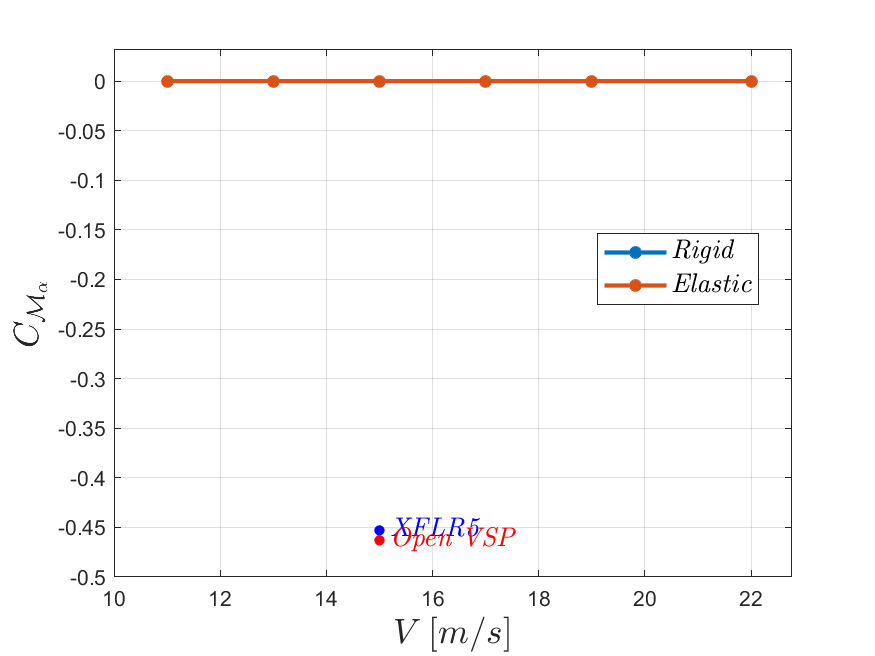 0
-0.05
-0.1
-0.15
-0.2
-0.25
-0.3
-0.35
-0.4
-0.45
-0.5
10 12 14 16 18 20 22
V [m/s]
C_{M_α}
Rigid
Elastic
XFLR5
Open VSP